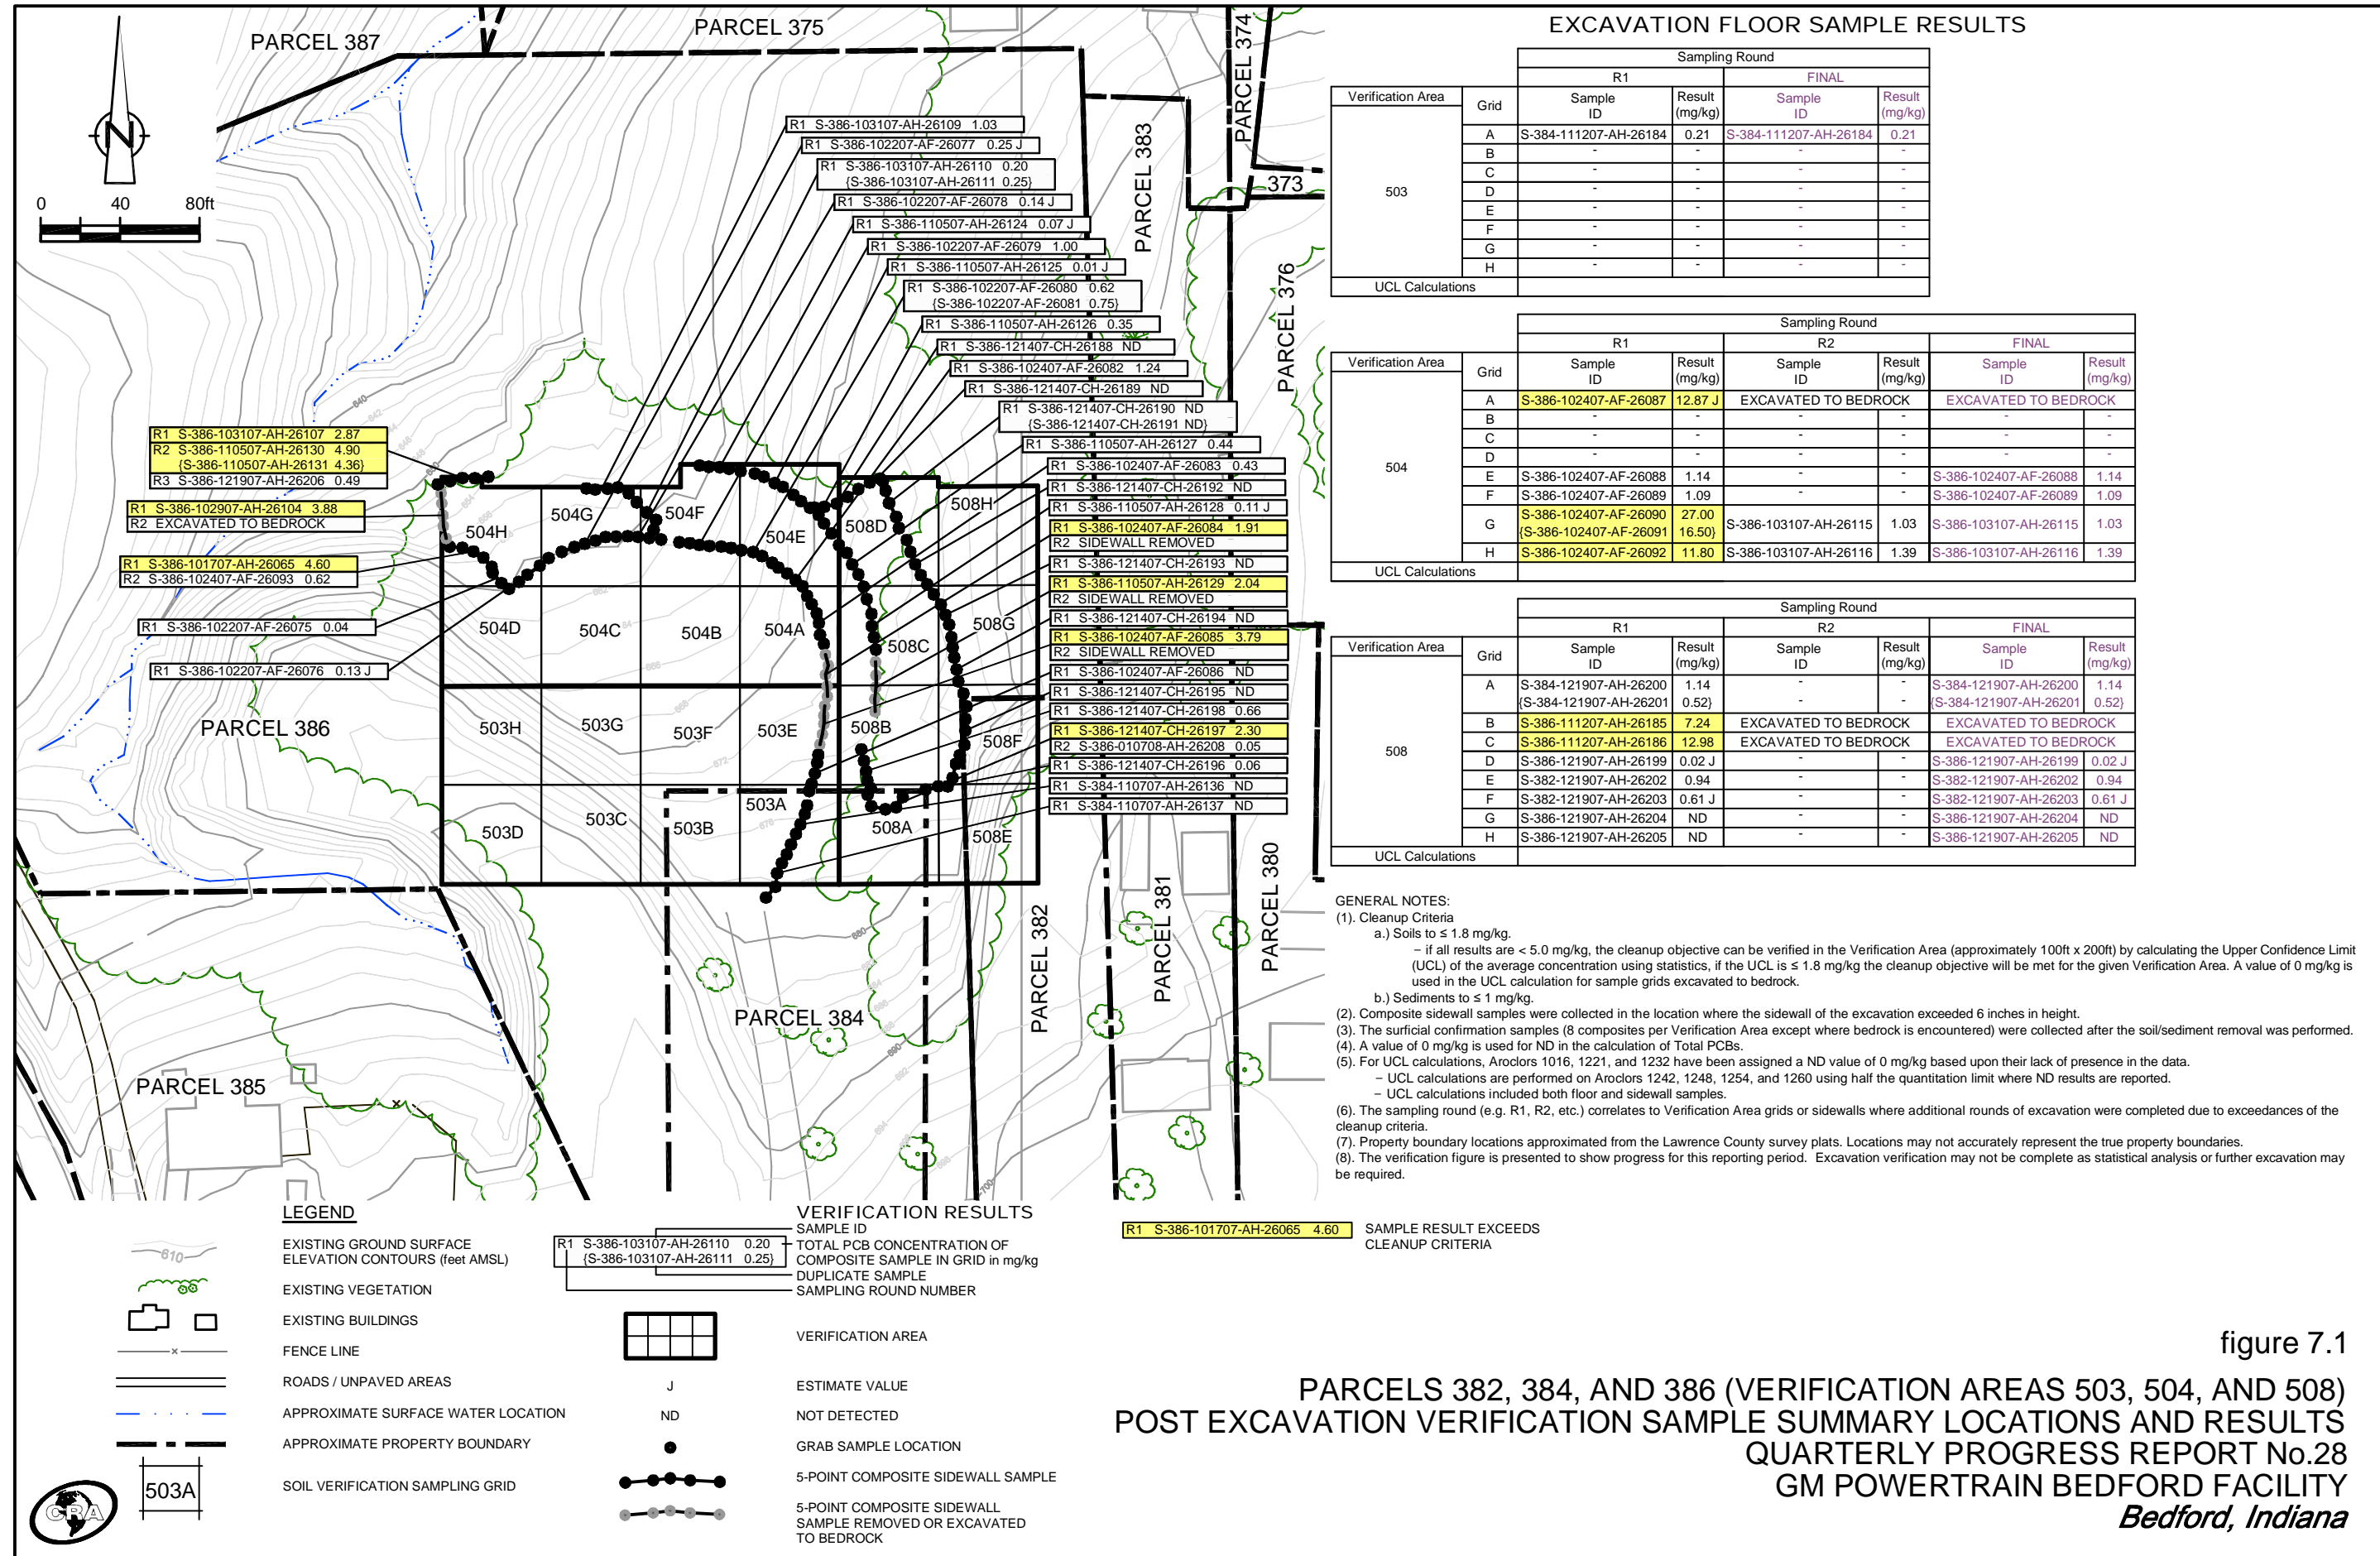 PARCEL 387
PARCEL 375
PARCEL 374
PARCEL 383
373
PARCEL 376
N
0 40 80ft
R1 S-386-103107-AH-26109 1.03
R1 S-386-102207-AF-26077 0.25 J
R1 S-386-103107-AH-26110 0.20
{S-386-103107-AH-26111 0.25}
R1 S-386-102207-AF-26078 0.14 J
R1 S-386-110507-AH-26124 0.07 J
R1 S-386-102207-AF-26079 1.00
R1 S-386-110507-AH-26125 0.01 J
R1 S-386-102207-AF-26080 0.62
{S-386-102207-AF-26081 0.75}
R1 S-386-110507-AH-26126 0.35
R1 S-386-121407-CH-26188 ND
R1 S-386-102407-AF-26082 1.24
R1 S-386-121407-CH-26189 ND
R1 S-386-121407-CH-26190 ND
{S-386-121407-CH-26191 ND}
R1 S-386-110507-AH-26127 0.44
R1 S-386-102407-AF-26083 0.43
R1 S-386-121407-CH-26192 ND
R1 S-386-110507-AH-26128 0.11 J
R1 S-386-102407-AF-26084 1.91
R2 SIDEWALL REMOVED
R1 S-386-121407-CH-26193 ND
R1 S-386-110507-AH-26129 2.04
R2 SIDEWALL REMOVED
R1 S-386-121407-CH-26194 ND
R1 S-386-102407-AF-26085 3.79
R2 SIDEWALL REMOVED
R1 S-386-102407-AF-26086 ND
R1 S-386-121407-CH-26195 ND
R1 S-386-121407-CH-26198 0.66
R1 S-386-121407-CH-26197 2.30
R2 S-386-010708-AH-26208 0.05
R1 S-386-121407-CH-26196 0.06
R1 S-384-110707-AH-26136 ND
R1 S-384-110707-AH-26137 ND
R1 S-386-103107-AH-26107 2.87
R2 S-386-110507-AH-26130 4.90
{S-386-110507-AH-26131 4.36}
R3 S-386-121907-AH-26206 0.49
R1 S-386-102907-AH-26104 3.88
R2 EXCAVATED TO BEDROCK
R1 S-386-101707-AH-26065 4.60
R2 S-386-102407-AF-26093 0.62
R1 S-386-102207-AF-26075 0.04
R1 S-386-102207-AF-26076 0.13 J
504H 504G 504F 504E 508D 508H
504D 504C 504B 504A 508C 508G
503H 503G 503F 503E 508B 508F
503D 503C 503B 503A 508A 508E
PARCEL 386
PARCEL 384
PARCEL 385
PARCEL 382
PARCEL 381
PARCEL 380
EXCAVATION FLOOR SAMPLE RESULTS
Sampling Round
R1 FINAL
Verification Area Grid Sample ID Result (mg/kg) Sample ID Result (mg/kg)
503
A S-384-111207-AH-26184 0.21 S-384-111207-AH-26184 0.21
B - - - -
C - - - -
D - - - -
E - - - -
F - - - -
G - - - -
H - - - -
UCL Calculations
Sampling Round
R1 R2 FINAL
Verification Area Grid Sample ID Result (mg/kg) Sample ID Result (mg/kg) Sample ID Result (mg/kg)
504
A S-386-102407-AF-26087 12.87 J EXCAVATED TO BEDROCK EXCAVATED TO BEDROCK
B - - - - - -
C - - - - - -
D - - - - - -
E S-386-102407-AF-26088 1.14 - - S-386-102407-AF-26088 1.14
F S-386-102407-AF-26089 1.09 - - S-386-102407-AF-26089 1.09
G S-386-102407-AF-26090 27.00 S-386-103107-AH-26115 1.03 S-386-103107-AH-26115 1.03
{S-386-102407-AF-26091 16.50}
H S-386-102407-AF-26092 11.80 S-386-103107-AH-26116 1.39 S-386-103107-AH-26116 1.39
UCL Calculations
Sampling Round
R1 R2 FINAL
Verification Area Grid Sample ID Result (mg/kg) Sample ID Result (mg/kg) Sample ID Result (mg/kg)
508
A S-384-121907-AH-26200 1.14 - - S-384-121907-AH-26200 1.14
{S-384-121907-AH-26201 0.52} - - {S-384-121907-AH-26201 0.52}
B S-386-111207-AH-26185 7.24 EXCAVATED TO BEDROCK EXCAVATED TO BEDROCK
C S-386-111207-AH-26186 12.98 EXCAVATED TO BEDROCK EXCAVATED TO BEDROCK
D S-386-121907-AH-26199 0.02 J - - S-386-121907-AH-26199 0.02 J
E S-382-121907-AH-26202 0.94 - - S-382-121907-AH-26202 0.94
F S-382-121907-AH-26203 0.61 J - - S-382-121907-AH-26203 0.61 J
G S-386-121907-AH-26204 ND - - S-386-121907-AH-26204 ND
H S-386-121907-AH-26205 ND - - S-386-121907-AH-26205 ND
UCL Calculations
GENERAL NOTES:
(1). Cleanup Criteria
a.) Soils to ≤ 1.8 mg/kg.
– if all results are < 5.0 mg/kg, the cleanup objective can be verified in the Verification Area (approximately 100ft x 200ft) by calculating the Upper Confidence Limit
(UCL) of the average concentration using statistics, if the UCL is ≤ 1.8 mg/kg the cleanup objective will be met for the given Verification Area. A value of 0 mg/kg is
used in the UCL calculation for sample grids excavated to bedrock.
b.) Sediments to ≤ 1 mg/kg.
(2). Composite sidewall samples were collected in the location where the sidewall of the excavation exceeded 6 inches in height.
(3). The surficial confirmation samples (8 composites per Verification Area except where bedrock is encountered) were collected after the soil/sediment removal was performed.
(4). A value of 0 mg/kg is used for ND in the calculation of Total PCBs.
(5). For UCL calculations, Aroclors 1016, 1221, and 1232 have been assigned a ND value of 0 mg/kg based upon their lack of presence in the data.
– UCL calculations are performed on Aroclors 1242, 1248, 1254, and 1260 using half the quantitation limit where ND results are reported.
– UCL calculations included both floor and sidewall samples.
(6). The sampling round (e.g. R1, R2, etc.) correlates to Verification Area grids or sidewalls where additional rounds of excavation were completed due to exceedances of the
cleanup criteria.
(7). Property boundary locations approximated from the Lawrence County survey plats. Locations may not accurately represent the true property boundaries.
(8). The verification figure is presented to show progress for this reporting period. Excavation verification may not be complete as statistical analysis or further excavation may
be required.
LEGEND
610
EXISTING GROUND SURFACE
ELEVATION CONTOURS (feet AMSL)
EXISTING VEGETATION
EXISTING BUILDINGS
FENCE LINE
ROADS / UNPAVED AREAS
APPROXIMATE SURFACE WATER LOCATION
APPROXIMATE PROPERTY BOUNDARY
503A
SOIL VERIFICATION SAMPLING GRID
CRA
VERIFICATION RESULTS
SAMPLE ID
R1 S-386-103107-AH-26110 0.20
{S-386-103107-AH-26111 0.25}
TOTAL PCB CONCENTRATION OF
COMPOSITE SAMPLE IN GRID in mg/kg
DUPLICATE SAMPLE
SAMPLING ROUND NUMBER
VERIFICATION AREA
J ESTIMATE VALUE
ND NOT DETECTED
GRAB SAMPLE LOCATION
5-POINT COMPOSITE SIDEWALL SAMPLE
5-POINT COMPOSITE SIDEWALL
SAMPLE REMOVED OR EXCAVATED
TO BEDROCK
R1 S-386-101707-AH-26065 4.60
SAMPLE RESULT EXCEEDS
CLEANUP CRITERIA
figure 7.1
PARCELS 382, 384, AND 386 (VERIFICATION AREAS 503, 504, AND 508)
POST EXCAVATION VERIFICATION SAMPLE SUMMARY LOCATIONS AND RESULTS
QUARTERLY PROGRESS REPORT No.28
GM POWERTRAIN BEDFORD FACILITY
Bedford, Indiana